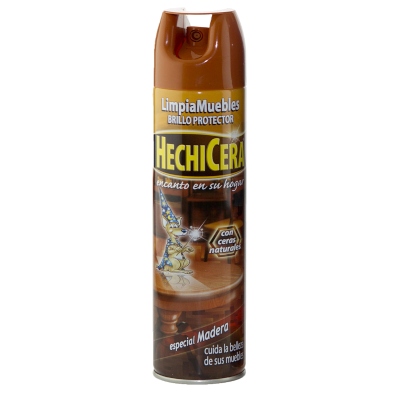 LimpiaMuebles
BRILLO PROTECTOR
HECHICERA
encanto en su hogar
con
ceras
naturales
especial Madera
cuida la belleza
de sus muebles